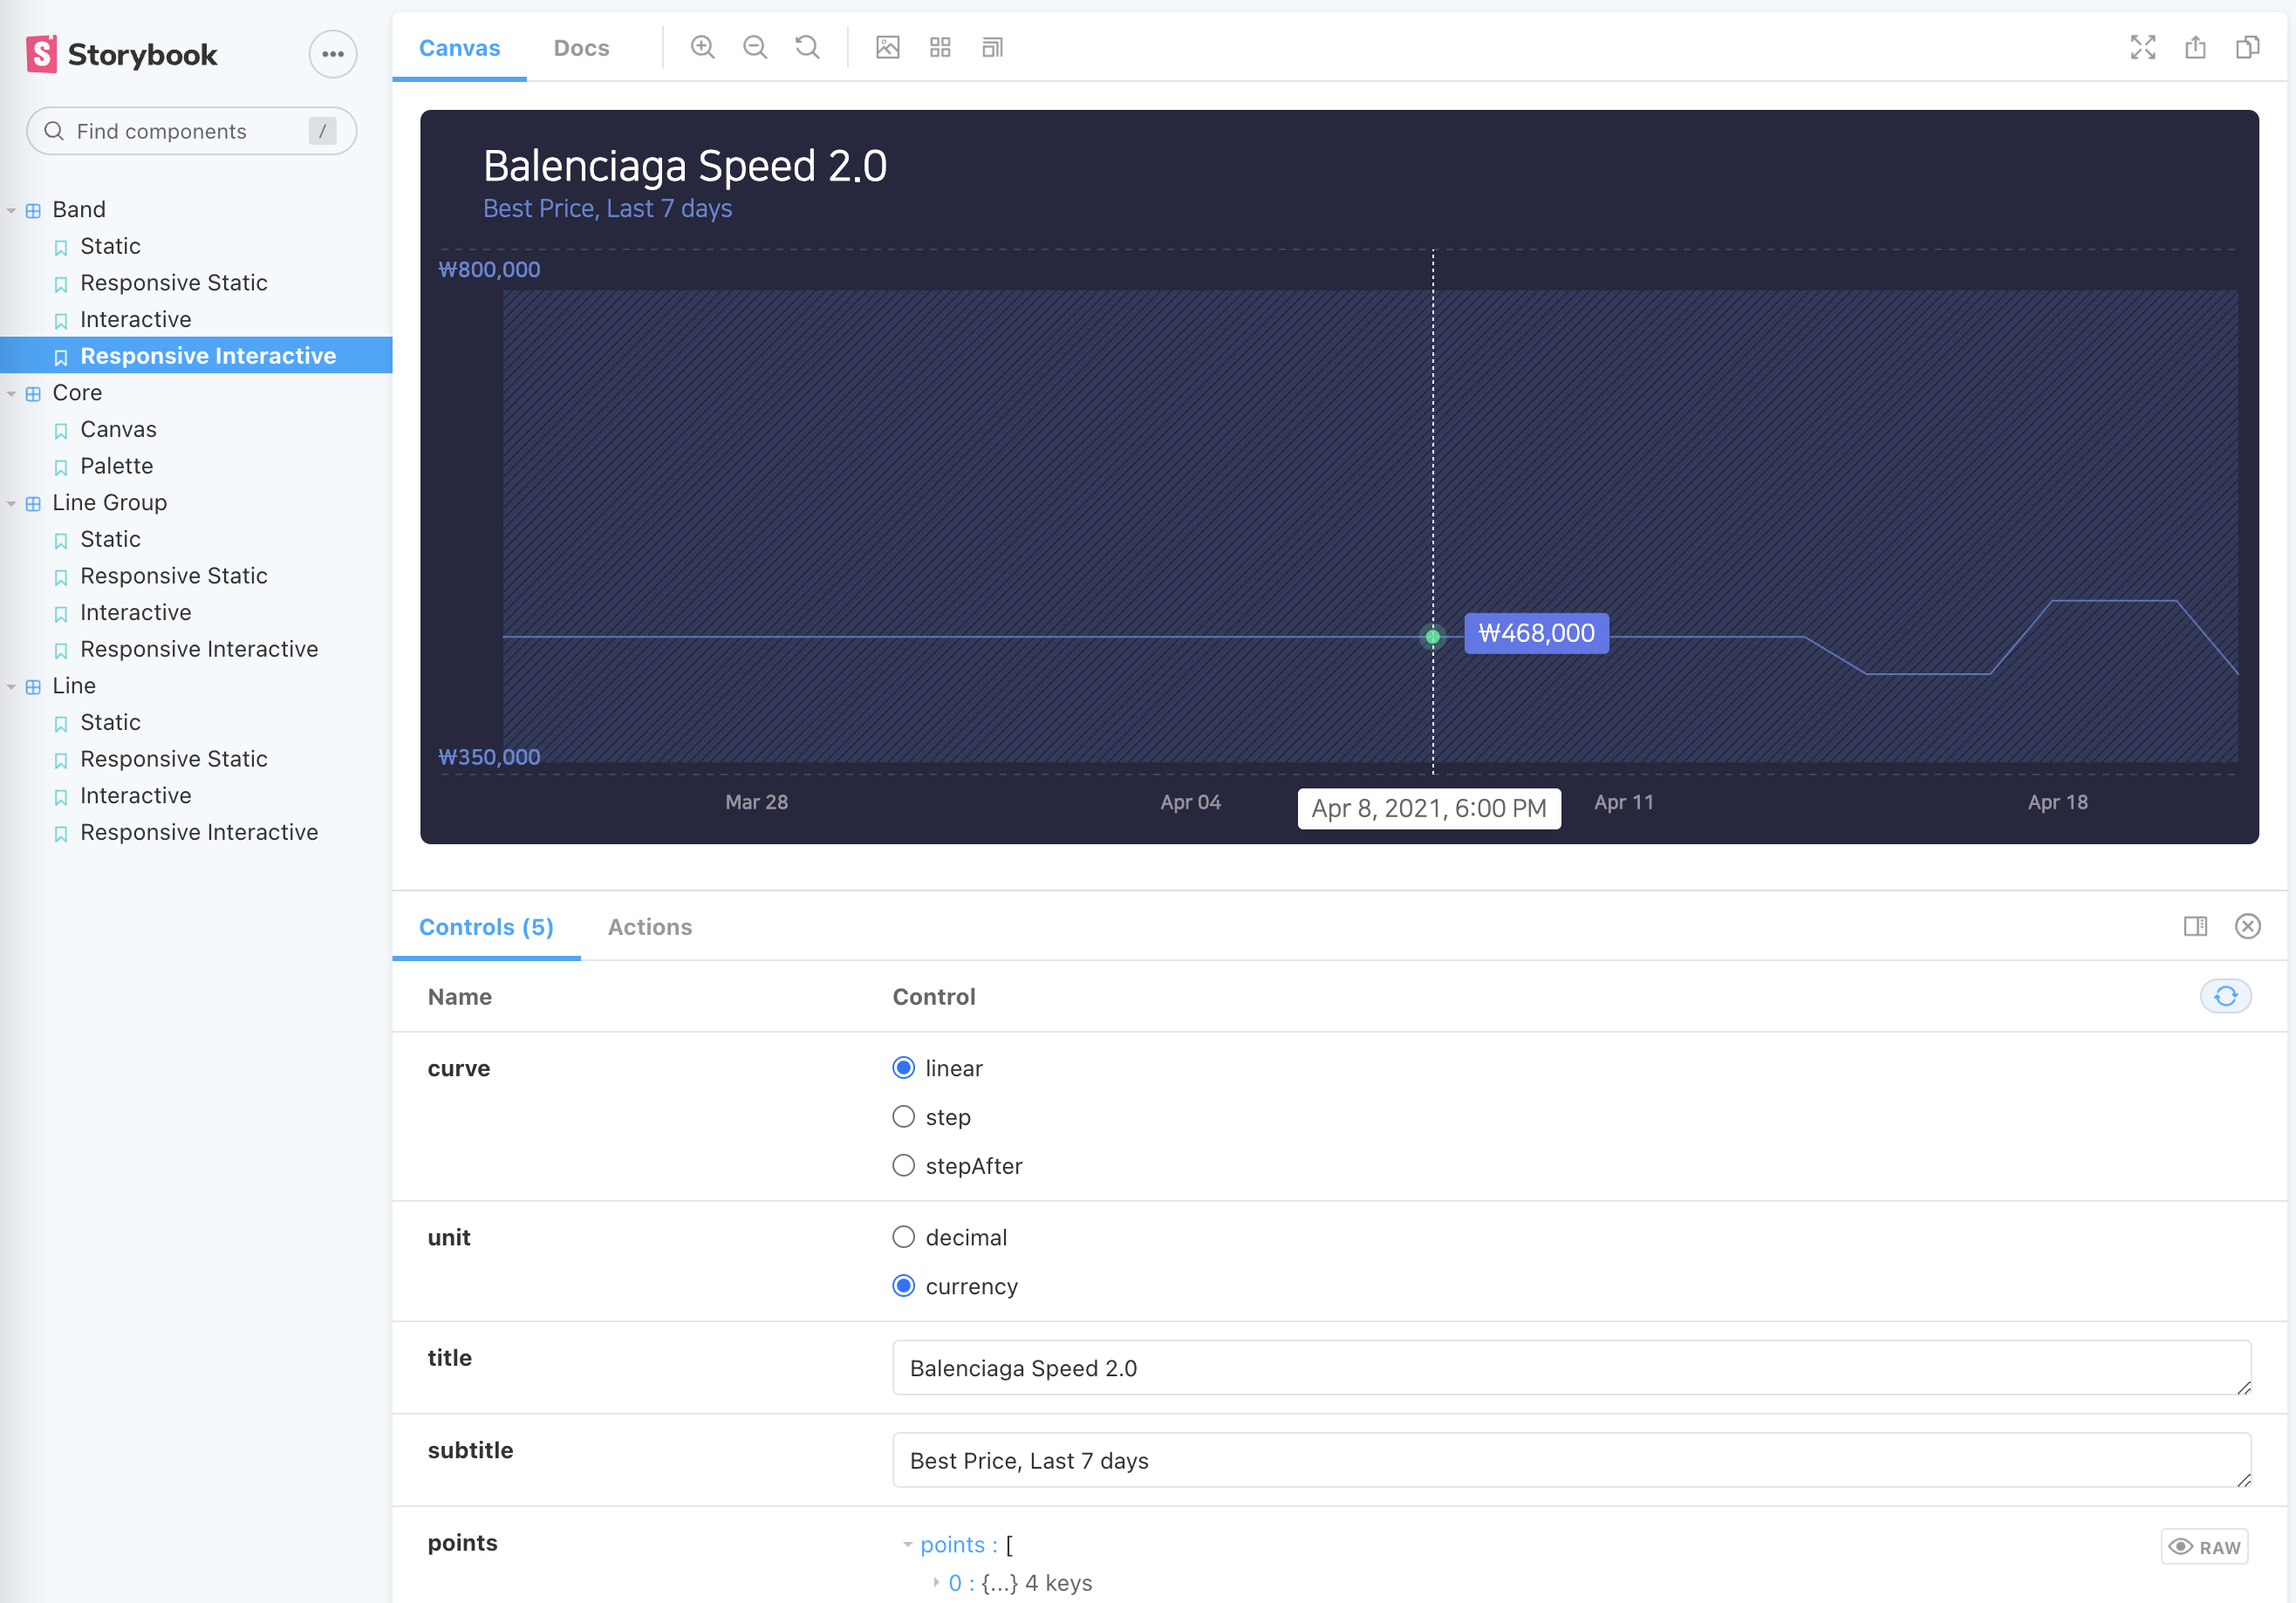 Storybook
Find components /
Band
Static
Responsive Static
Interactive
Responsive Interactive
Core
Canvas
Palette
Line Group
Static
Responsive Static
Interactive
Responsive Interactive
Line
Static
Responsive Static
Interactive
Responsive Interactive
Canvas Docs
Balenciaga Speed 2.0
Best Price, Last 7 days
₩800,000
₩468,000
₩350,000
Mar 28 Apr 04 Apr 8, 2021, 6:00 PM Apr 11 Apr 18
Controls (5) Actions
Name Control
curve linear
step
stepAfter
unit decimal
currency
title Balenciaga Speed 2.0
subtitle Best Price, Last 7 days
points points : [ RAW
0 : {...} 4 keys